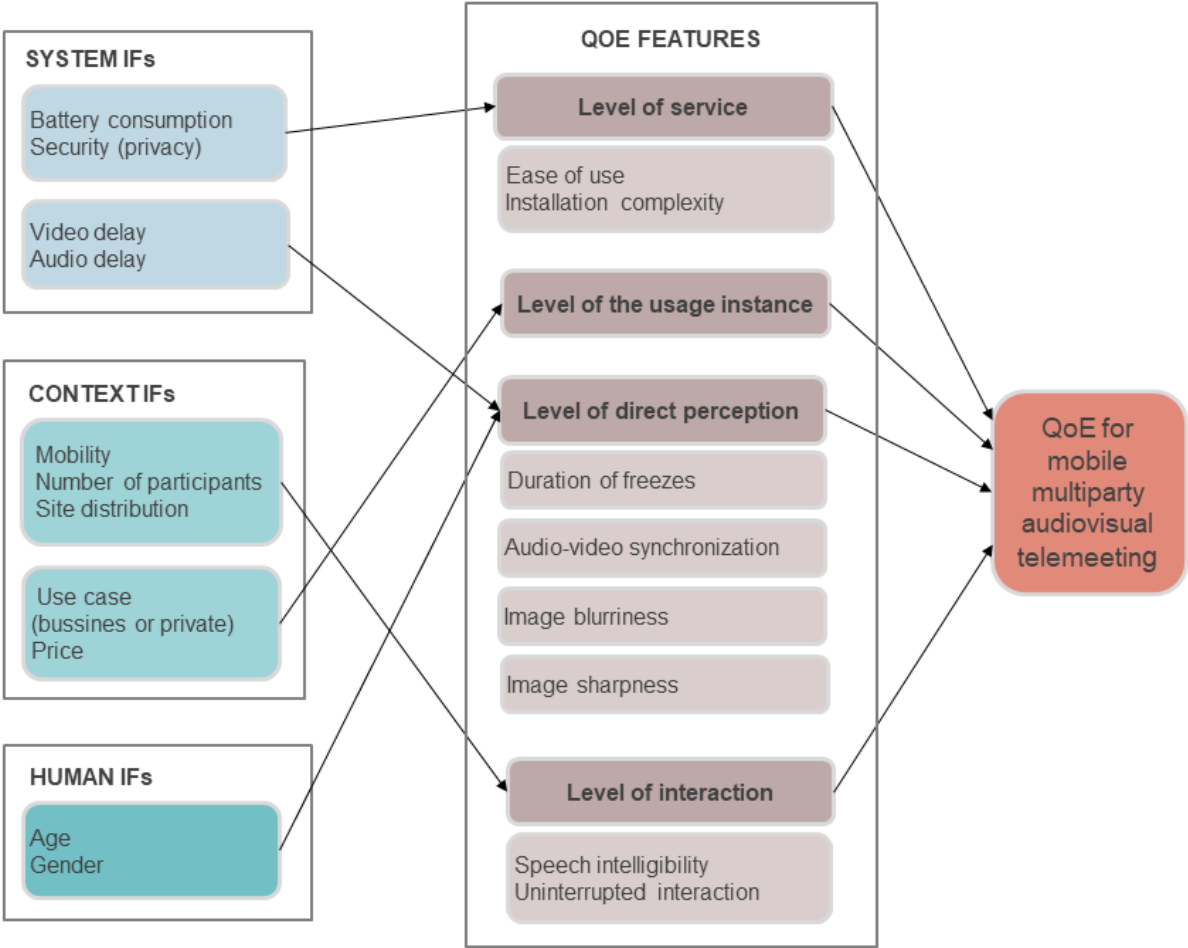 SYSTEM IFs
Battery consumption
Security (privacy)
Video delay
Audio delay
CONTEXT IFs
Mobility
Number of participants
Site distribution
Use case
(bussines or private)
Price
HUMAN IFs
Age
Gender
QOE FEATURES
Level of service
Ease of use
Installation complexity
Level of the usage instance
Level of direct perception
Duration of freezes
Audio-video synchronization
Image blurriness
Image sharpness
Level of interaction
Speech intelligibility
Uninterrupted interaction
QoE for
mobile
multiparty
audiovisual
telemeeting